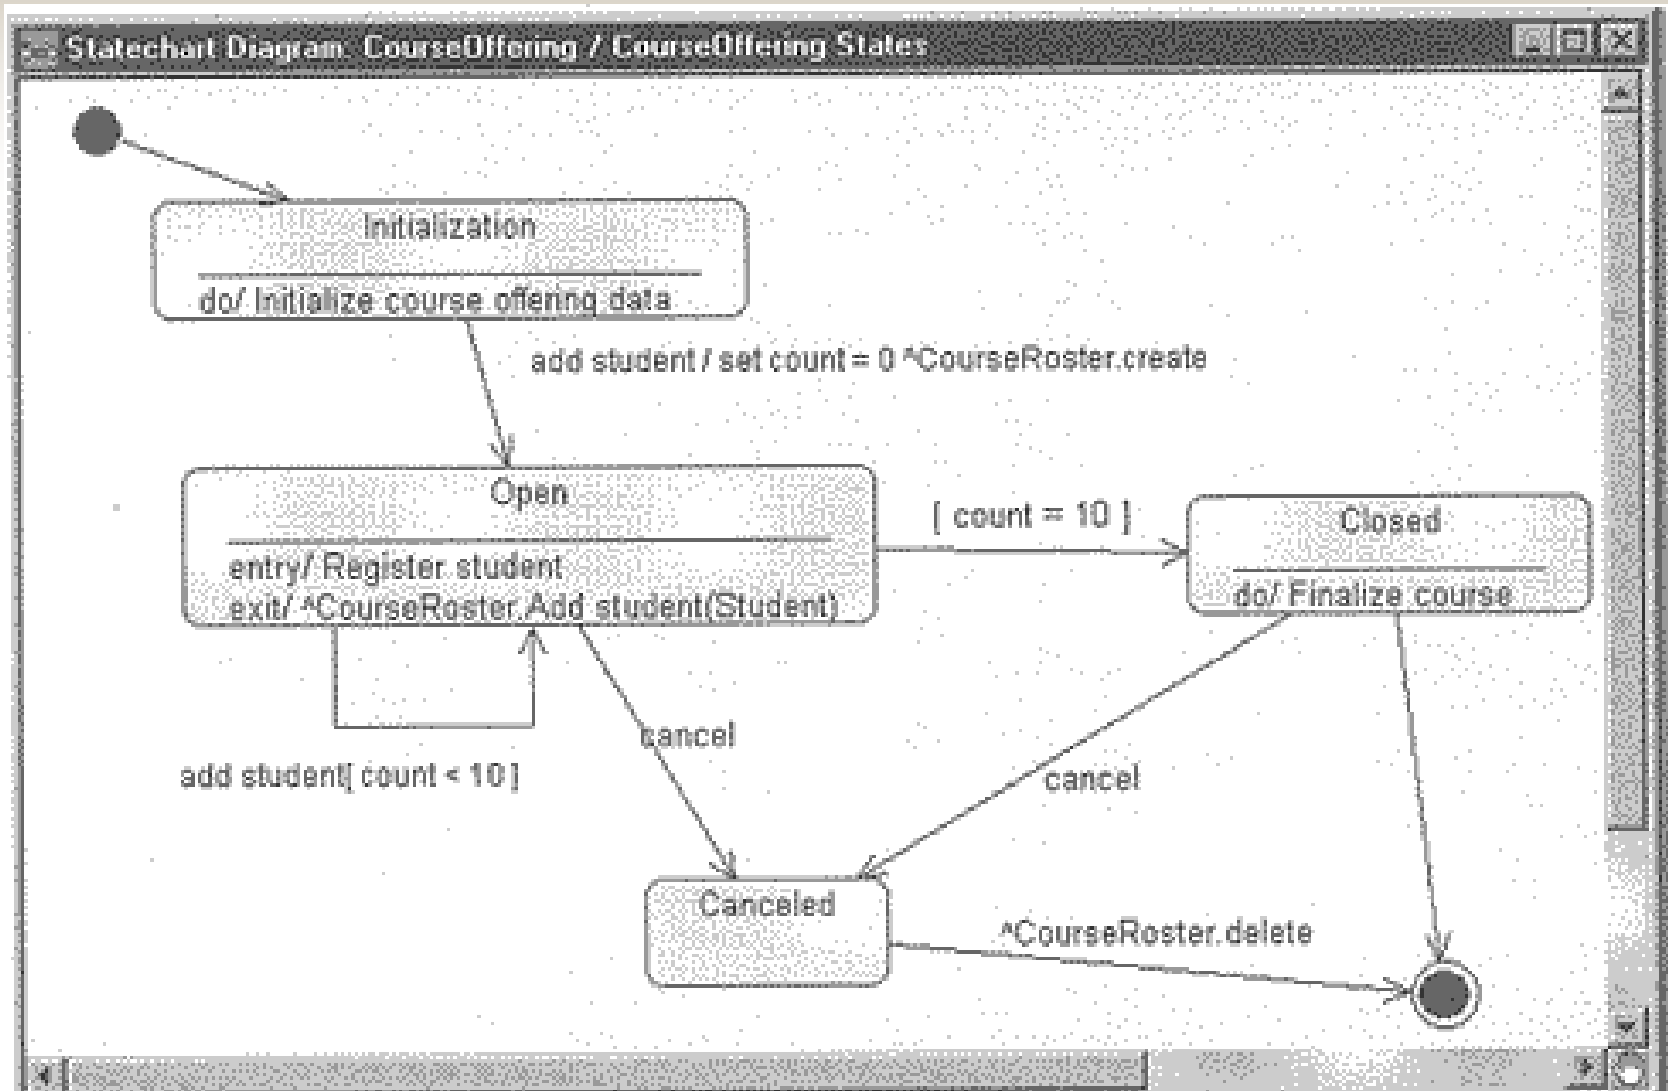 Statechart Diagram: CourseOffering / CourseOffering States
Initialization
do/ Initialize course offering data
add student / set count = 0 ^CourseRoster.create
Open
entry/ Register student
exit/ ^CourseRoster.Add student(Student)
[ count = 10 ]
Closed
do/ Finalize course
cancel
add student[ count < 10 ]
cancel
Canceled
^CourseRoster.delete